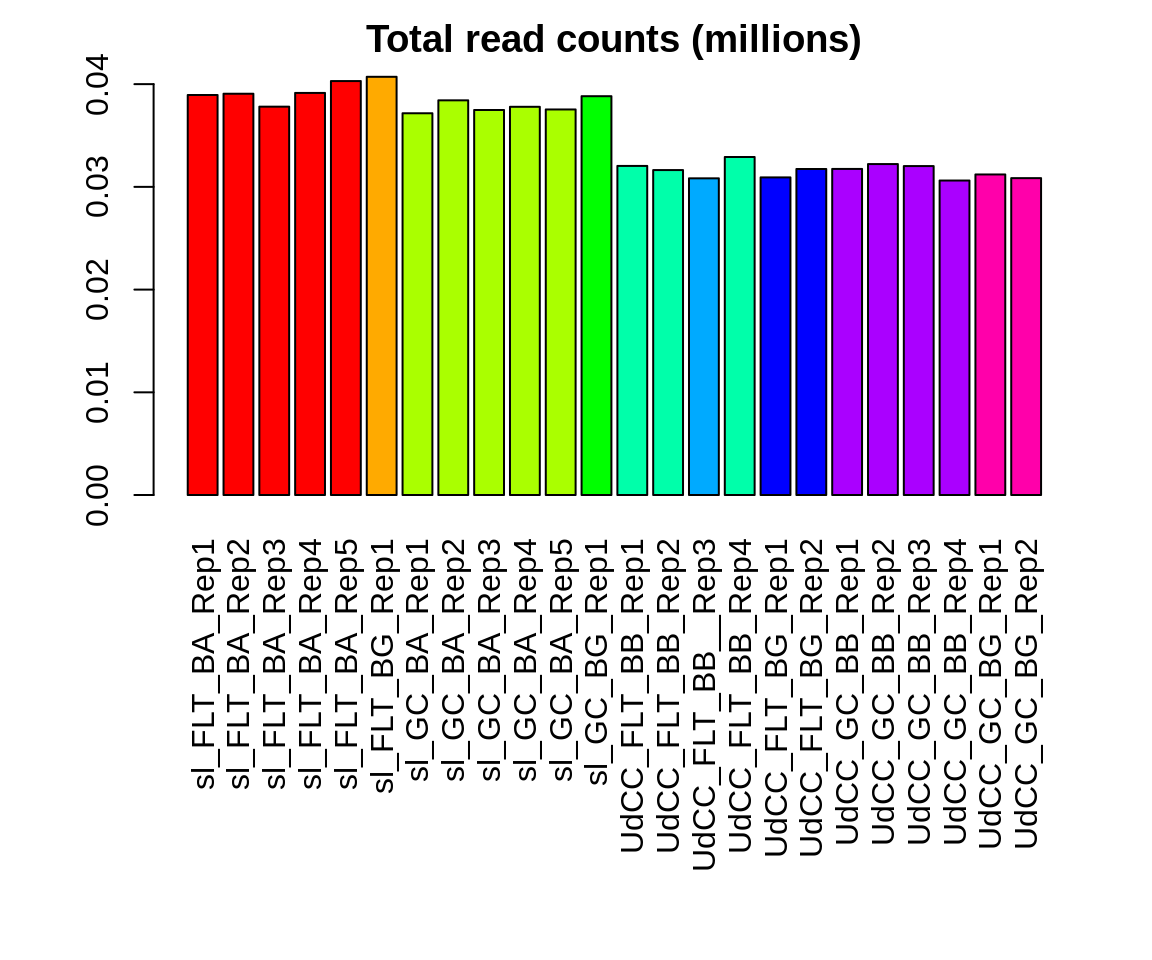 Total read counts (millions)
0.04
0.03
0.02
0.01
0.00
sl_FLT_BA_Rep1
sl_FLT_BA_Rep2
sl_FLT_BA_Rep3
sl_FLT_BA_Rep4
sl_FLT_BA_Rep5
sl_FLT_BG_Rep1
sl_GC_BA_Rep1
sl_GC_BA_Rep2
sl_GC_BA_Rep3
sl_GC_BA_Rep4
sl_GC_BA_Rep5
sl_GC_BG_Rep1
UdCC_FLT_BB_Rep1
UdCC_FLT_BB_Rep2
UdCC_FLT_BB__Rep3
UdCC_FLT_BB_Rep4
UdCC_FLT_BG_Rep1
UdCC_FLT_BG_Rep2
UdCC_GC_BB_Rep1
UdCC_GC_BB_Rep2
UdCC_GC_BB_Rep3
UdCC_GC_BB_Rep4
UdCC_GC_BG_Rep1
UdCC_GC_BG_Rep2